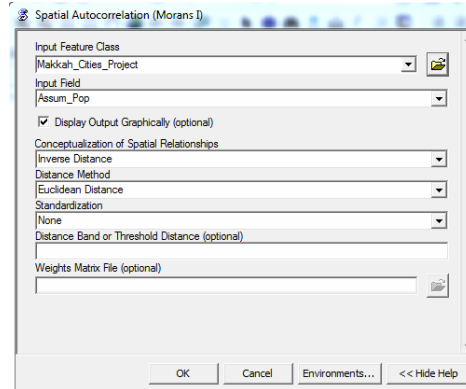 Spatial Autocorrelation (Morans I)
Input Feature Class
Makkah_Cities_Project
Input Field
Assum_Pop
Display Output Graphically (optional)
Conceptualization of Spatial Relationships
Inverse Distance
Distance Method
Euclidean Distance
Standardization
None
Distance Band or Threshold Distance (optional)
Weights Matrix File (optional)
OK Cancel Environments... << Hide Help